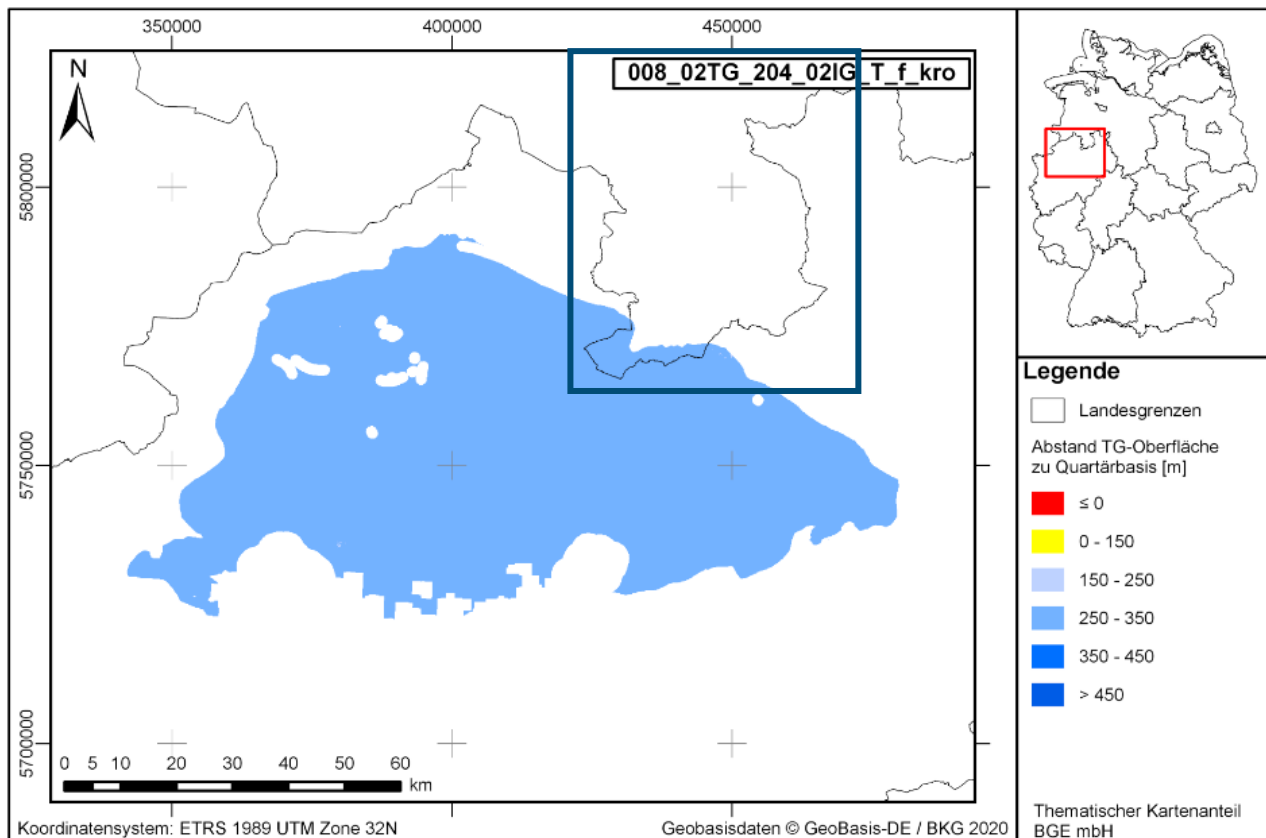 350000
400000
450000
N
008_02TG_204_02IG_T_f_kro
5800000
5750000
5700000
0 5 10 20 30 40 50 60
km
Koordinatensystem: ETRS 1989 UTM Zone 32N
Geobasisdaten © GeoBasis-DE / BKG 2020
Legende
Landesgrenzen
Abstand TG-Oberfläche
zu Quartärbasis [m]
≤ 0
0 - 150
150 - 250
250 - 350
350 - 450
> 450
Thematischer Kartenanteil
BGE mbH